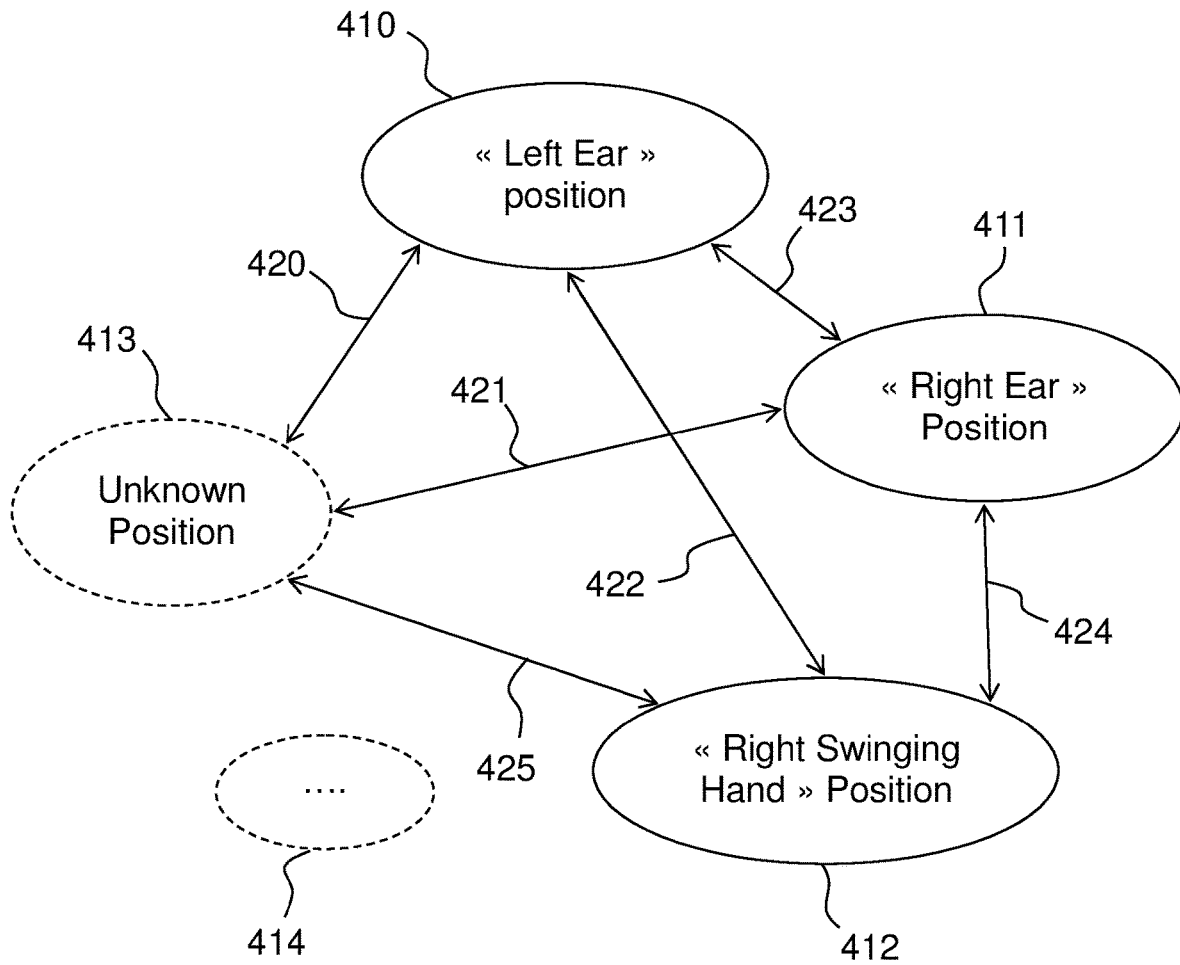 410
« Left Ear »
position
423
411
420
413
« Right Ear »
Position
421
Unknown
Position
422
424
« Right Swinging
Hand » Position
425
....
414
412